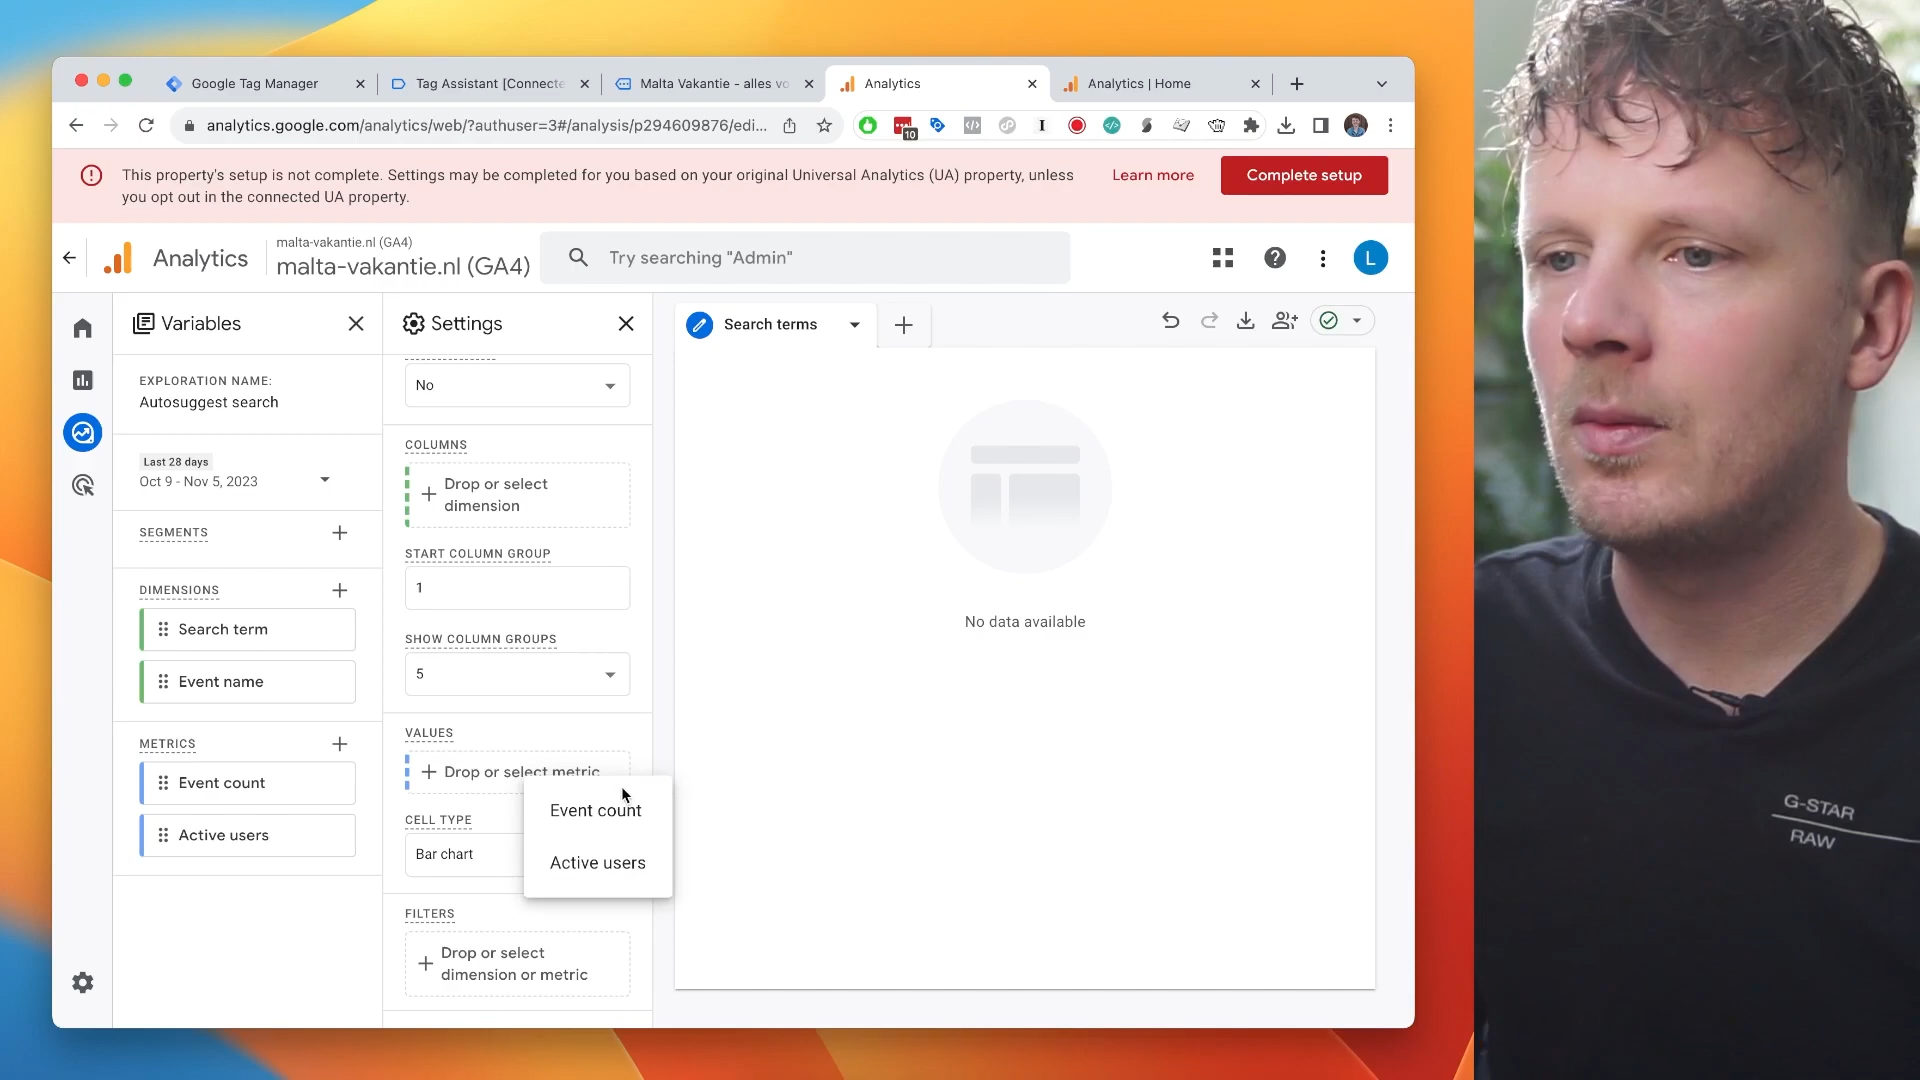 Google Tag Manager
Tag Assistant [Connecte
Malta Vakantie - alles vo
Analytics
Analytics | Home
analytics.google.com/analytics/web/?authuser=3#/analysis/p294609876/edi...
10
This property's setup is not complete. Settings may be completed for you based on your original Universal Analytics (UA) property, unless
you opt out in the connected UA property.
Learn more
Complete setup
Analytics
malta-vakantie.nl (GA4)
malta-vakantie.nl (GA4)
Try searching "Admin"
L
Variables
EXPLORATION NAME:
Autosuggest search
Last 28 days
Oct 9 - Nov 5, 2023
SEGMENTS
DIMENSIONS
Search term
Event name
METRICS
Event count
Active users
Settings
No
COLUMNS
Drop or select
dimension
START COLUMN GROUP
1
SHOW COLUMN GROUPS
5
VALUES
Drop or select metric
Event count
Active users
CELL TYPE
Bar chart
FILTERS
Drop or select
dimension or metric
Search terms
No data available
G-STAR
RAW